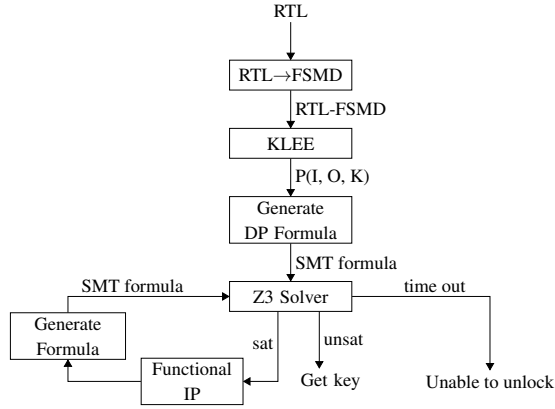 RTL
RTL→FSMD
RTL-FSMD
KLEE
P(I, O, K)
Generate
DP Formula
SMT formula
SMT formula
Z3 Solver
time out
Generate
Formula
sat
unsat
Functional
IP
Get key
Unable to unlock